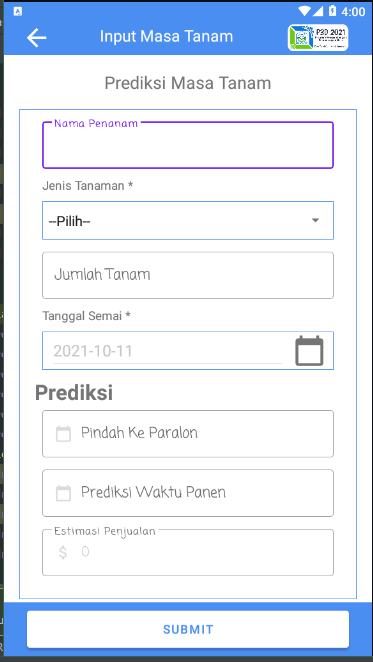 4:00
Input Masa Tanam
P2D 2021
Prediksi Masa Tanam
Nama Penanam
Jenis Tanaman *
--Pilih--
Jumlah Tanam
Tanggal Semai *
2021-10-11
Prediksi
Pindah Ke Paralon
Prediksi Waktu Panen
Estimasi Penjualan
$ 0
SUBMIT